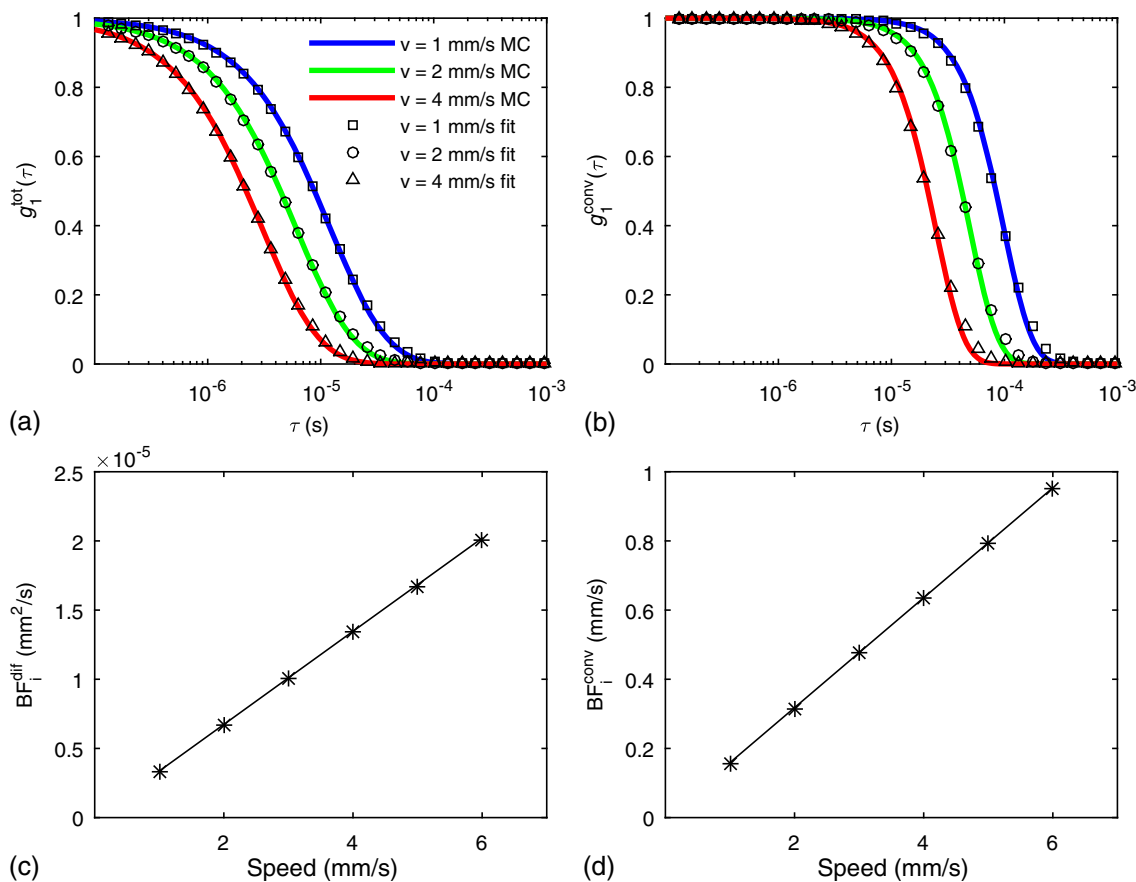 1
0.8
0.6
0.4
0.2
0
g₁ᵗᵒᵗ(τ)
v = 1 mm/s MC
v = 2 mm/s MC
v = 4 mm/s MC
v = 1 mm/s fit
v = 2 mm/s fit
v = 4 mm/s fit
10⁻⁶ 10⁻⁵ 10⁻⁴ 10⁻³
τ (s)
(a)
1
0.8
0.6
0.4
0.2
0
g₁ᶜᵒⁿᵛ(τ)
10⁻⁶ 10⁻⁵ 10⁻⁴ 10⁻³
τ (s)
(b)
×10⁻⁵
2.5
2
1.5
1
0.5
0
BFᵢᵈⁱᶠ (mm²/s)
2 4 6
Speed (mm/s)
(c)
1
0.8
0.6
0.4
0.2
0
BFᵢᶜᵒⁿᵛ (mm/s)
2 4 6
Speed (mm/s)
(d)